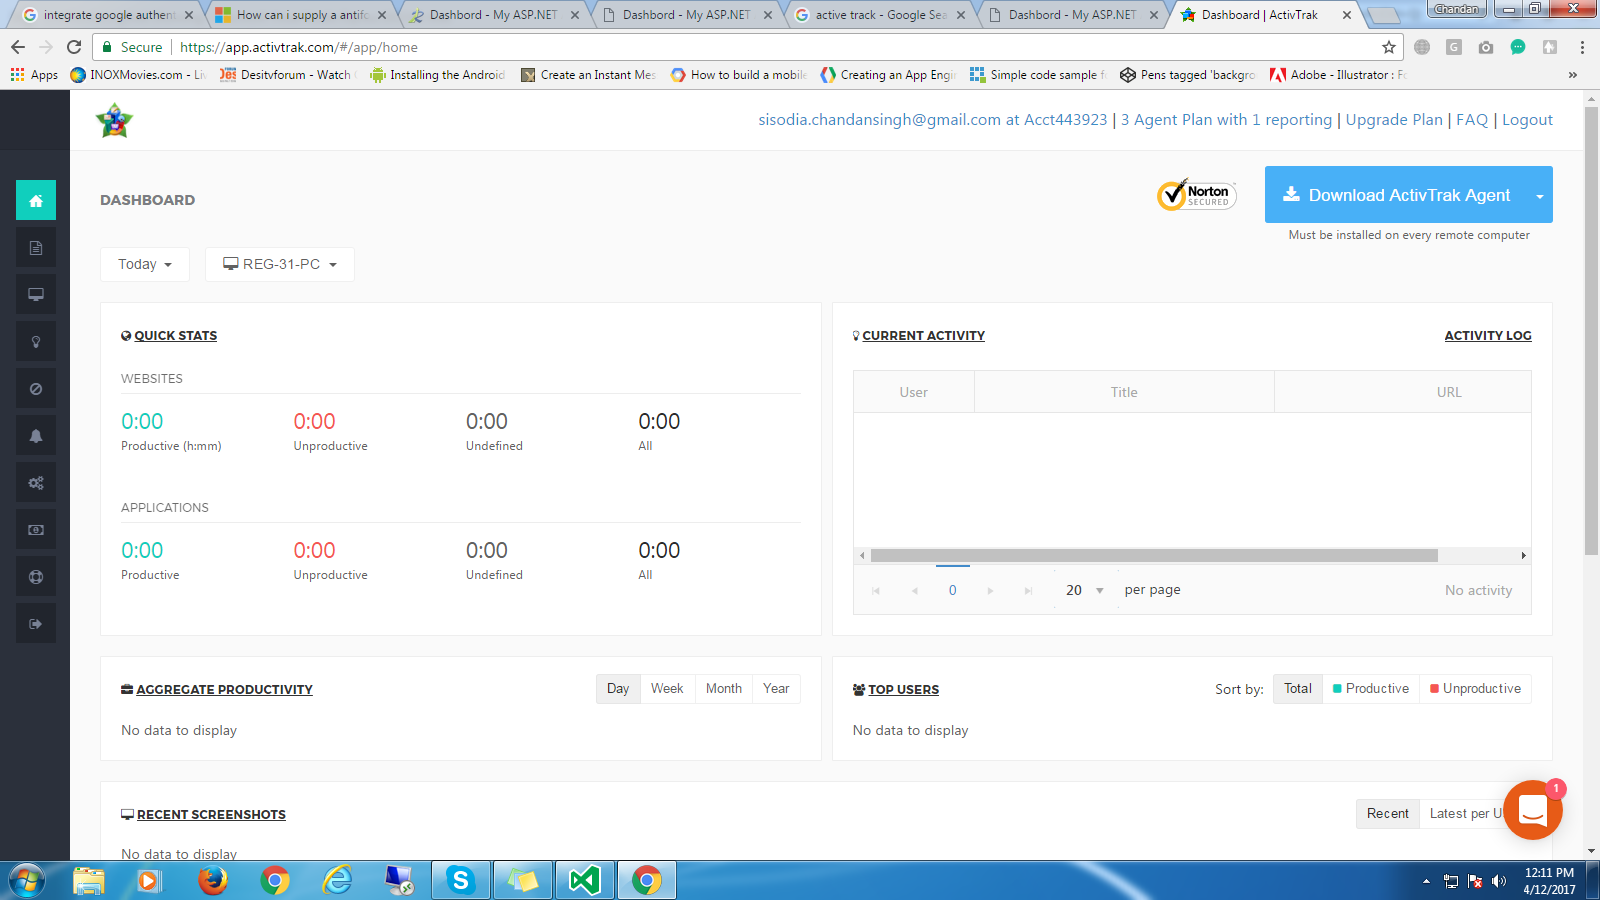 integrate google authent
How can i supply a antifo
Dashbord - My ASP.NET
Dashbord - My ASP.NET
active track - Google Sea
Dashbord - My ASP.NET
Dashboard | ActivTrak
Chandan
Secure
https://app.activtrak.com/#/app/home
Apps
INOXMovies.com - Li
Desitvforum - Watch
Installing the Android
Create an Instant Mes
How to build a mobile
Creating an App Engi
Simple code sample f
Pens tagged 'backgro
Adobe - Illustrator : Fo
»
sisodia.chandansingh@gmail.com at Acct443923 | 3 Agent Plan with 1 reporting | Upgrade Plan | FAQ | Logout
DASHBOARD
Norton
SECURED
Download ActivTrak Agent
Must be installed on every remote computer
Today
REG-31-PC
QUICK STATS
WEBSITES
0:00 0:00 0:00 0:00
Productive (h:mm) Unproductive Undefined All
APPLICATIONS
0:00 0:00 0:00 0:00
Productive Unproductive Undefined All
CURRENT ACTIVITY
ACTIVITY LOG
User Title URL
0
20
per page
No activity
AGGREGATE PRODUCTIVITY
Day Week Month Year
No data to display
TOP USERS
Sort by: Total Productive Unproductive
No data to display
RECENT SCREENSHOTS
Recent Latest per U
1
No data to display
12:11 PM
4/12/2017